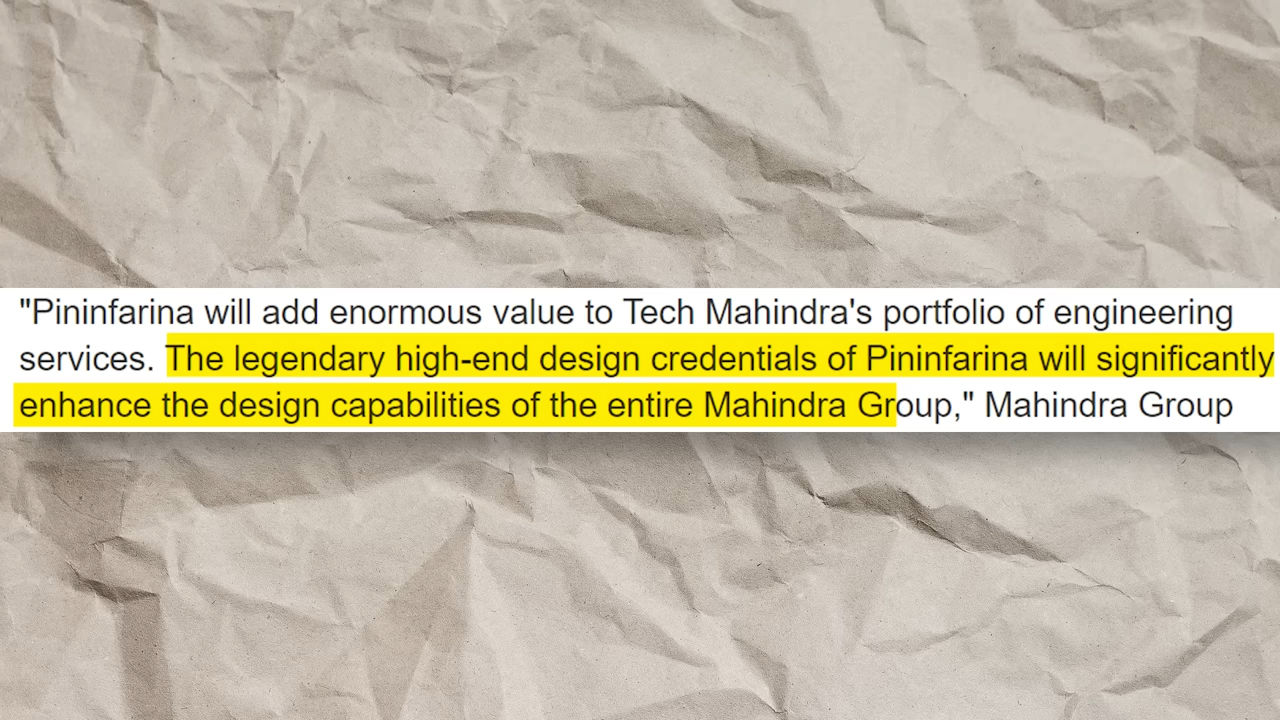 "Pininfarina will add enormous value to Tech Mahindra's portfolio of engineering
services. The legendary high-end design credentials of Pininfarina will significantly
enhance the design capabilities of the entire Mahindra Group," Mahindra Group